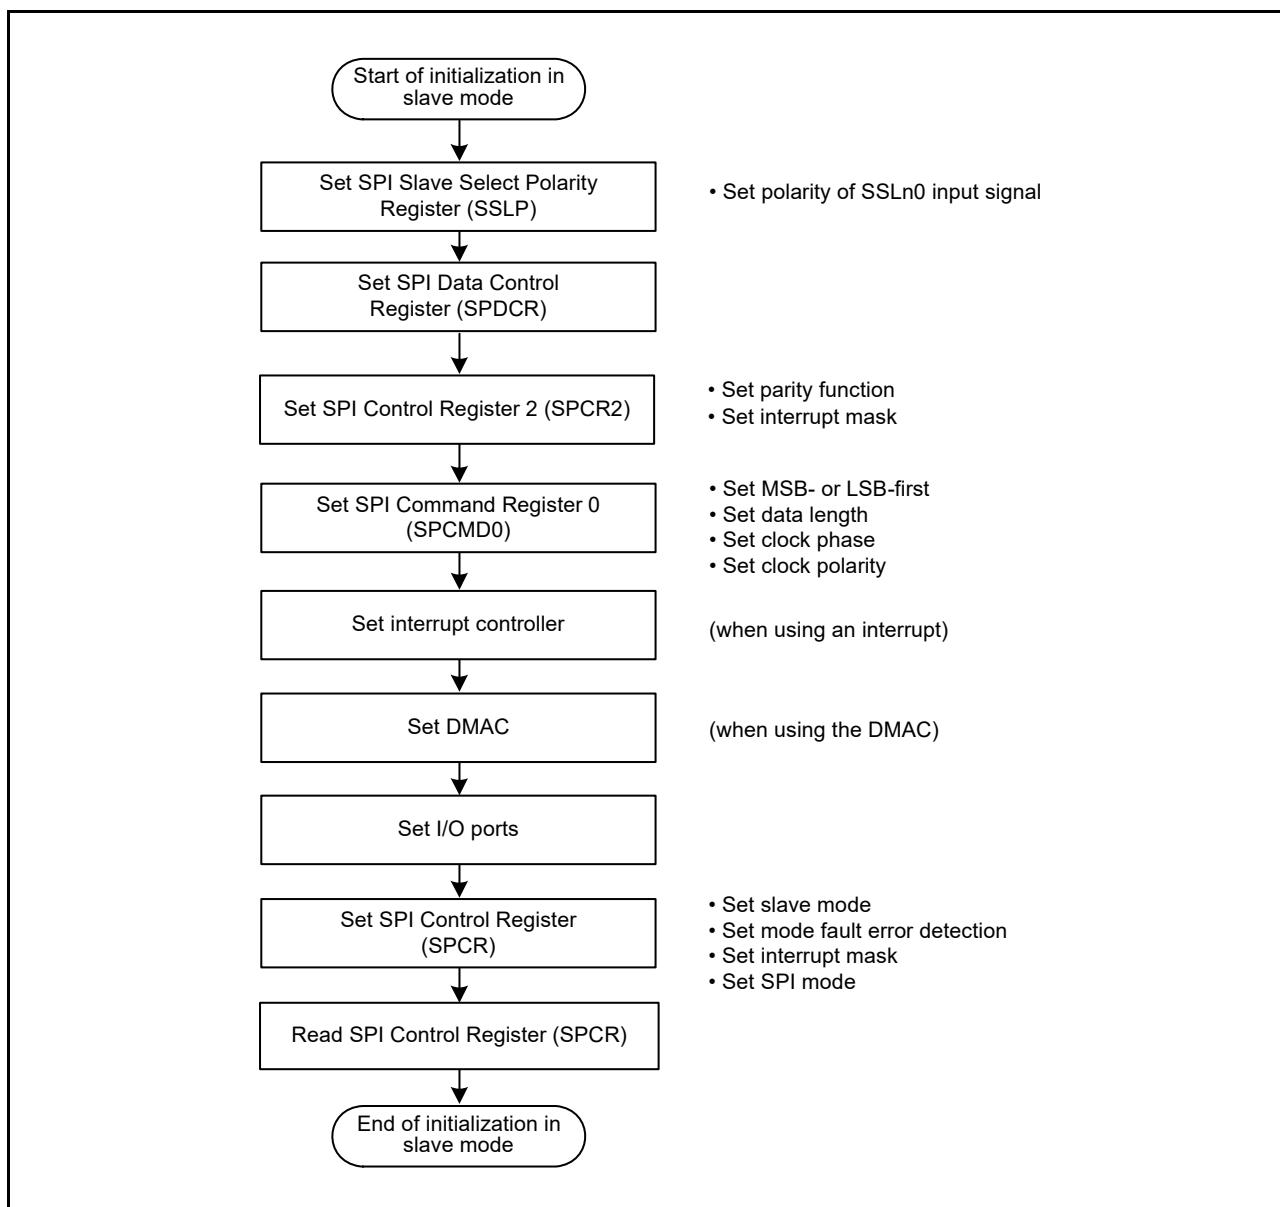 Start of initialization in
slave mode
Set SPI Slave Select Polarity
Register (SSLP)
• Set polarity of SSLn0 input signal
Set SPI Data Control
Register (SPDCR)
Set SPI Control Register 2 (SPCR2)
• Set parity function
• Set interrupt mask
Set SPI Command Register 0
(SPCMD0)
• Set MSB- or LSB-first
• Set data length
• Set clock phase
• Set clock polarity
Set interrupt controller
(when using an interrupt)
Set DMAC
(when using the DMAC)
Set I/O ports
Set SPI Control Register
(SPCR)
• Set slave mode
• Set mode fault error detection
• Set interrupt mask
• Set SPI mode
Read SPI Control Register (SPCR)
End of initialization in
slave mode